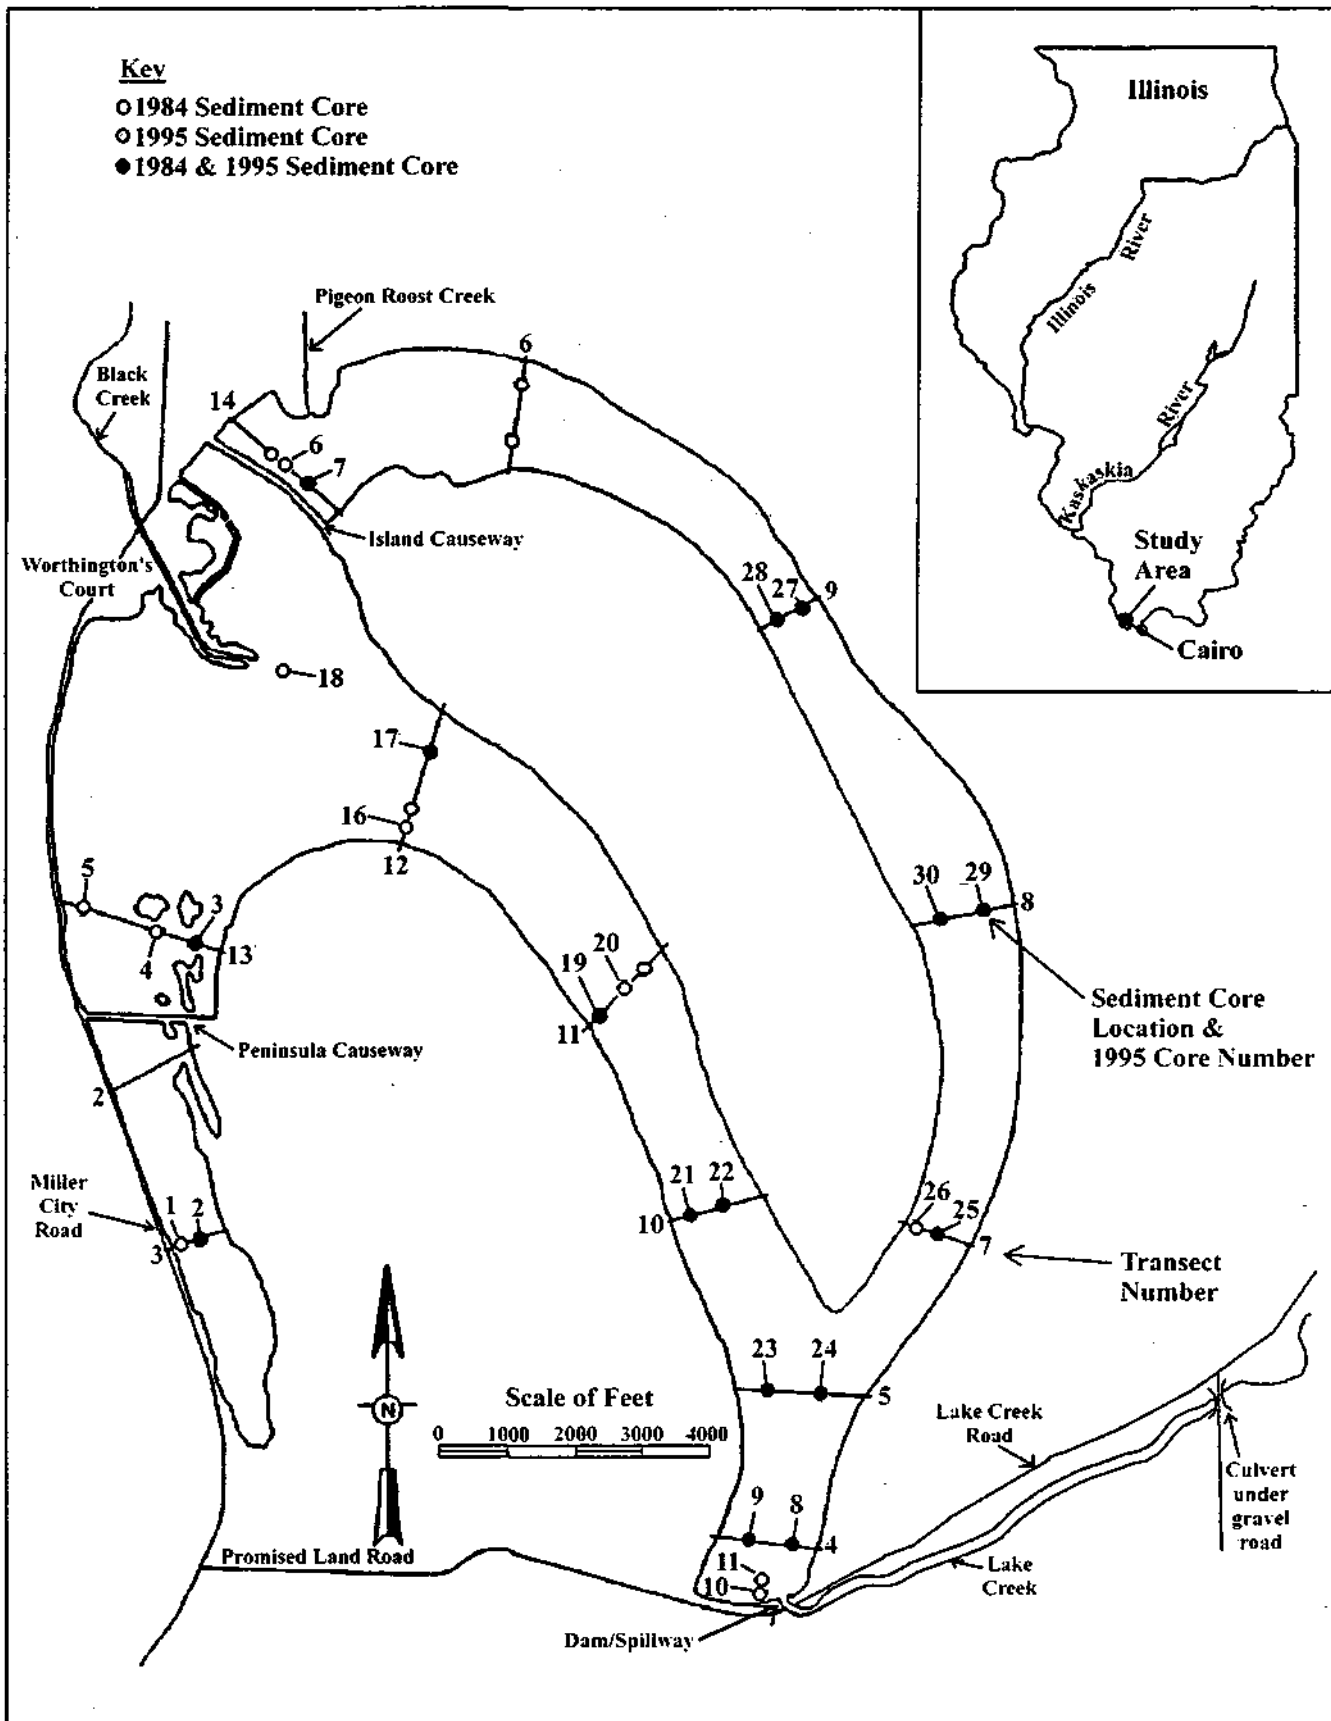 Key
1984 Sediment Core
1995 Sediment Core
1984 & 1995 Sediment Core
Illinois
Illinois
River
Kaskaskia
River
Study
Area
Cairo
Pigeon Roost Creek
Black
Creek
14
6
6
7
Island Causeway
Worthington's
Court
28
27
9
18
17
16
12
5
4
3
13
30
29
8
20
19
11
Sediment Core
Location &
1995 Core Number
Peninsula Causeway
2
Miller
City
Road
1
2
3
21
22
10
26
25
7
Transect
Number
N
Scale of Feet
0 1000 2000 3000 4000
23
24
5
Lake Creek
Road
Culvert
under
gravel
road
9
8
4
11
10
Promised Land Road
Lake
Creek
Dam/Spillway